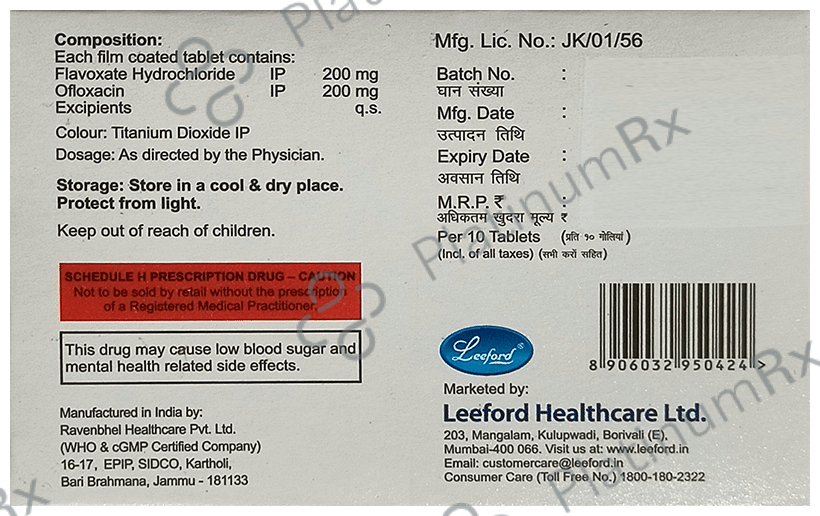 Composition:
Each film coated tablet contains:
Flavoxate Hydrochloride IP 200 mg
Ofloxacin IP 200 mg
Excipients q.s.
Colour: Titanium Dioxide IP
Dosage: As directed by the Physician.
Storage: Store in a cool & dry place.
Protect from light.
Keep out of reach of children.
SCHEDULE H PRESCRIPTION DRUG – CAUTION
Not to be sold by retail without the prescription
of a Registered Medical Practitioner.
This drug may cause low blood sugar and
mental health related side effects.
Manufactured in India by:
Ravenbhel Healthcare Pvt. Ltd.
(WHO & cGMP Certified Company)
16-17, EPIP, SIDCO, Kartholi,
Bari Brahmana, Jammu - 181133
Mfg. Lic. No.: JK/01/56
Batch No. :
घान संख्या
Mfg. Date :
उत्पादन तिथि
Expiry Date :
अवसान तिथि
M.R.P. ₹ :
अधिकतम खुदरा मूल्य ₹
Per 10 Tablets (प्रति १० गोलियां)
(Incl. of all taxes) (सभी करों सहित)
8 906032 950424 >
Leeford®
Marketed by:
Leeford Healthcare Ltd.
203, Mangalam, Kulupwadi, Borivali (E),
Mumbai-400 066. Visit us at: www.leeford.in
Email: customercare@leeford.in
Consumer Care (Toll Free No.) 1800-180-2322
PlatinumRx
PlatinumRx
PlatinumRx
Rx